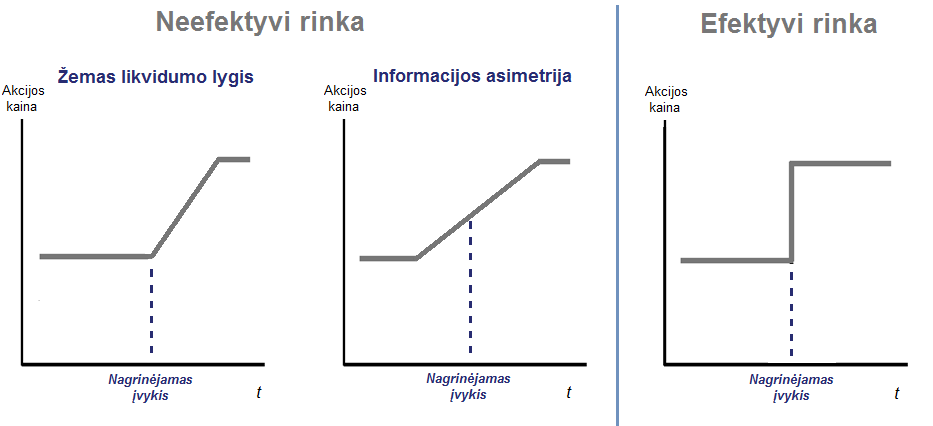 Neefektyvi rinka
Efektyvi rinka
Žemas likvidumo lygis
Informacijos asimetrija
Akcijos
kaina
Akcijos
kaina
Akcijos
kaina
Nagrinėjamas
įvykis
t
Nagrinėjamas
įvykis
t
Nagrinėjamas
įvykis
t